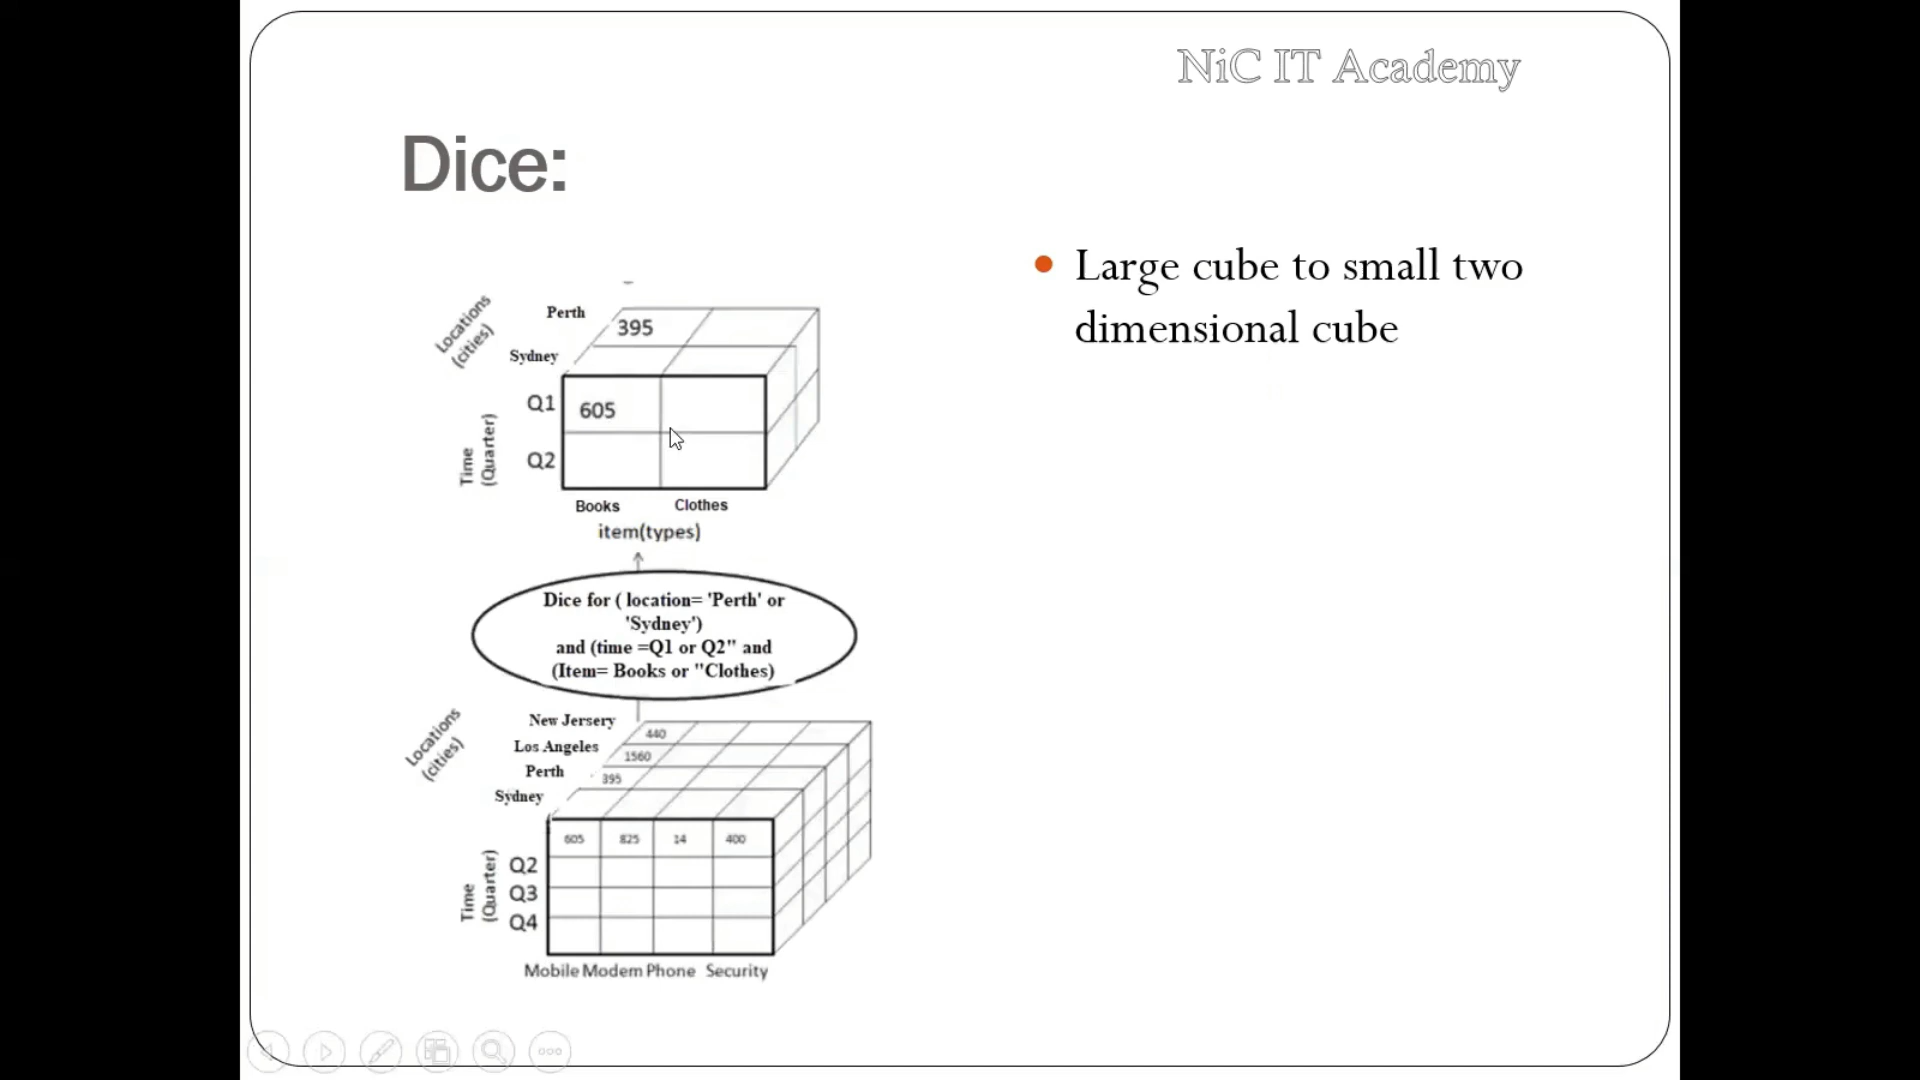 NiC IT Academy
Dice:
Large cube to small two
dimensional cube
Locations
(cities)
Perth
395
Sydney
Q1
605
Time
(Quarter)
Q2
Books
Clothes
item(types)
Dice for ( location= 'Perth' or
'Sydney')
and (time =Q1 or Q2" and
(Item= Books or "Clothes)
Locations
(cities)
New Jersery
440
Los Angeles
1560
Perth
395
Sydney
605 825 14 400
Time
(Quarter)
Q2
Q3
Q4
Mobile Modem Phone Security